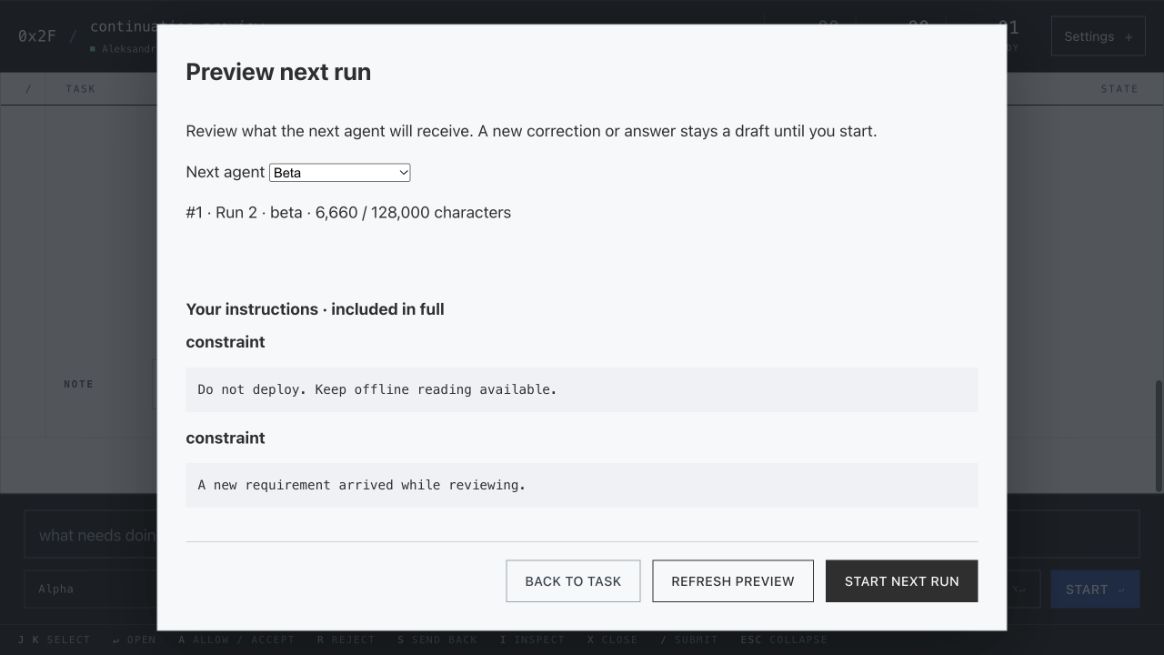 0x2F /
Aleksandr
Settings +
/ TASK STATE
Preview next run
Review what the next agent will receive. A new correction or answer stays a draft until you start.
Next agent Beta
#1 · Run 2 · beta · 6,660 / 128,000 characters
Your instructions · included in full
constraint
Do not deploy. Keep offline reading available.
NOTE
constraint
A new requirement arrived while reviewing.
what needs doin
BACK TO TASK REFRESH PREVIEW START NEXT RUN
Alpha
START ↵
J K SELECT ↵ OPEN A ALLOW / ACCEPT R REJECT S SEND BACK I INSPECT X CLOSE / SUBMIT ESC COLLAPSE